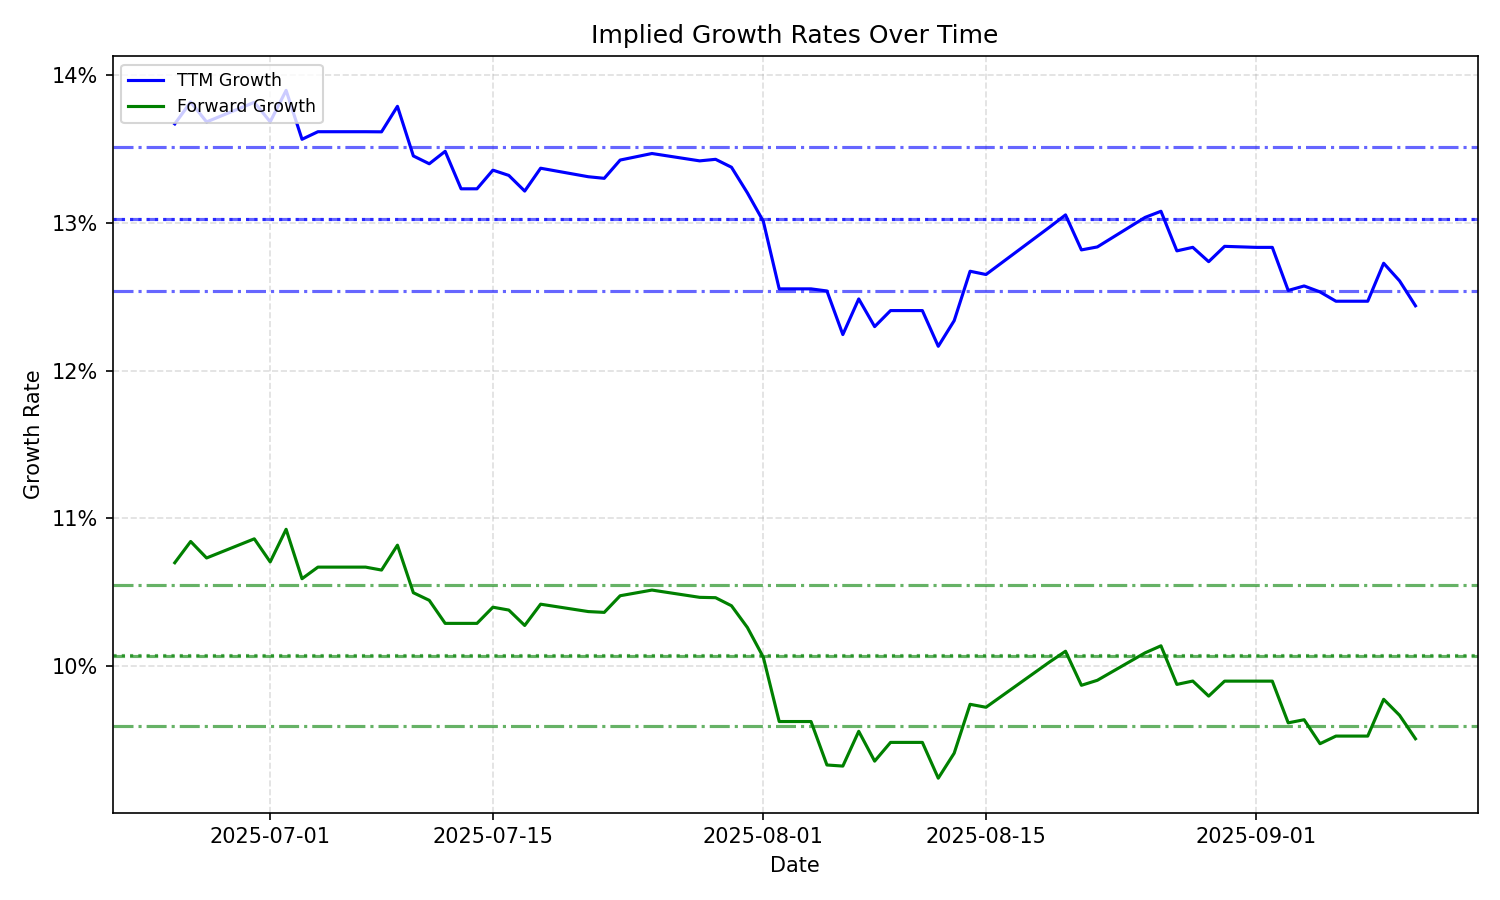 Implied Growth Rates Over Time
TTM Growth
Forward Growth
14%
13%
12%
11%
10%
Growth Rate
2025-07-01
2025-07-15
2025-08-01
2025-08-15
2025-09-01
Date